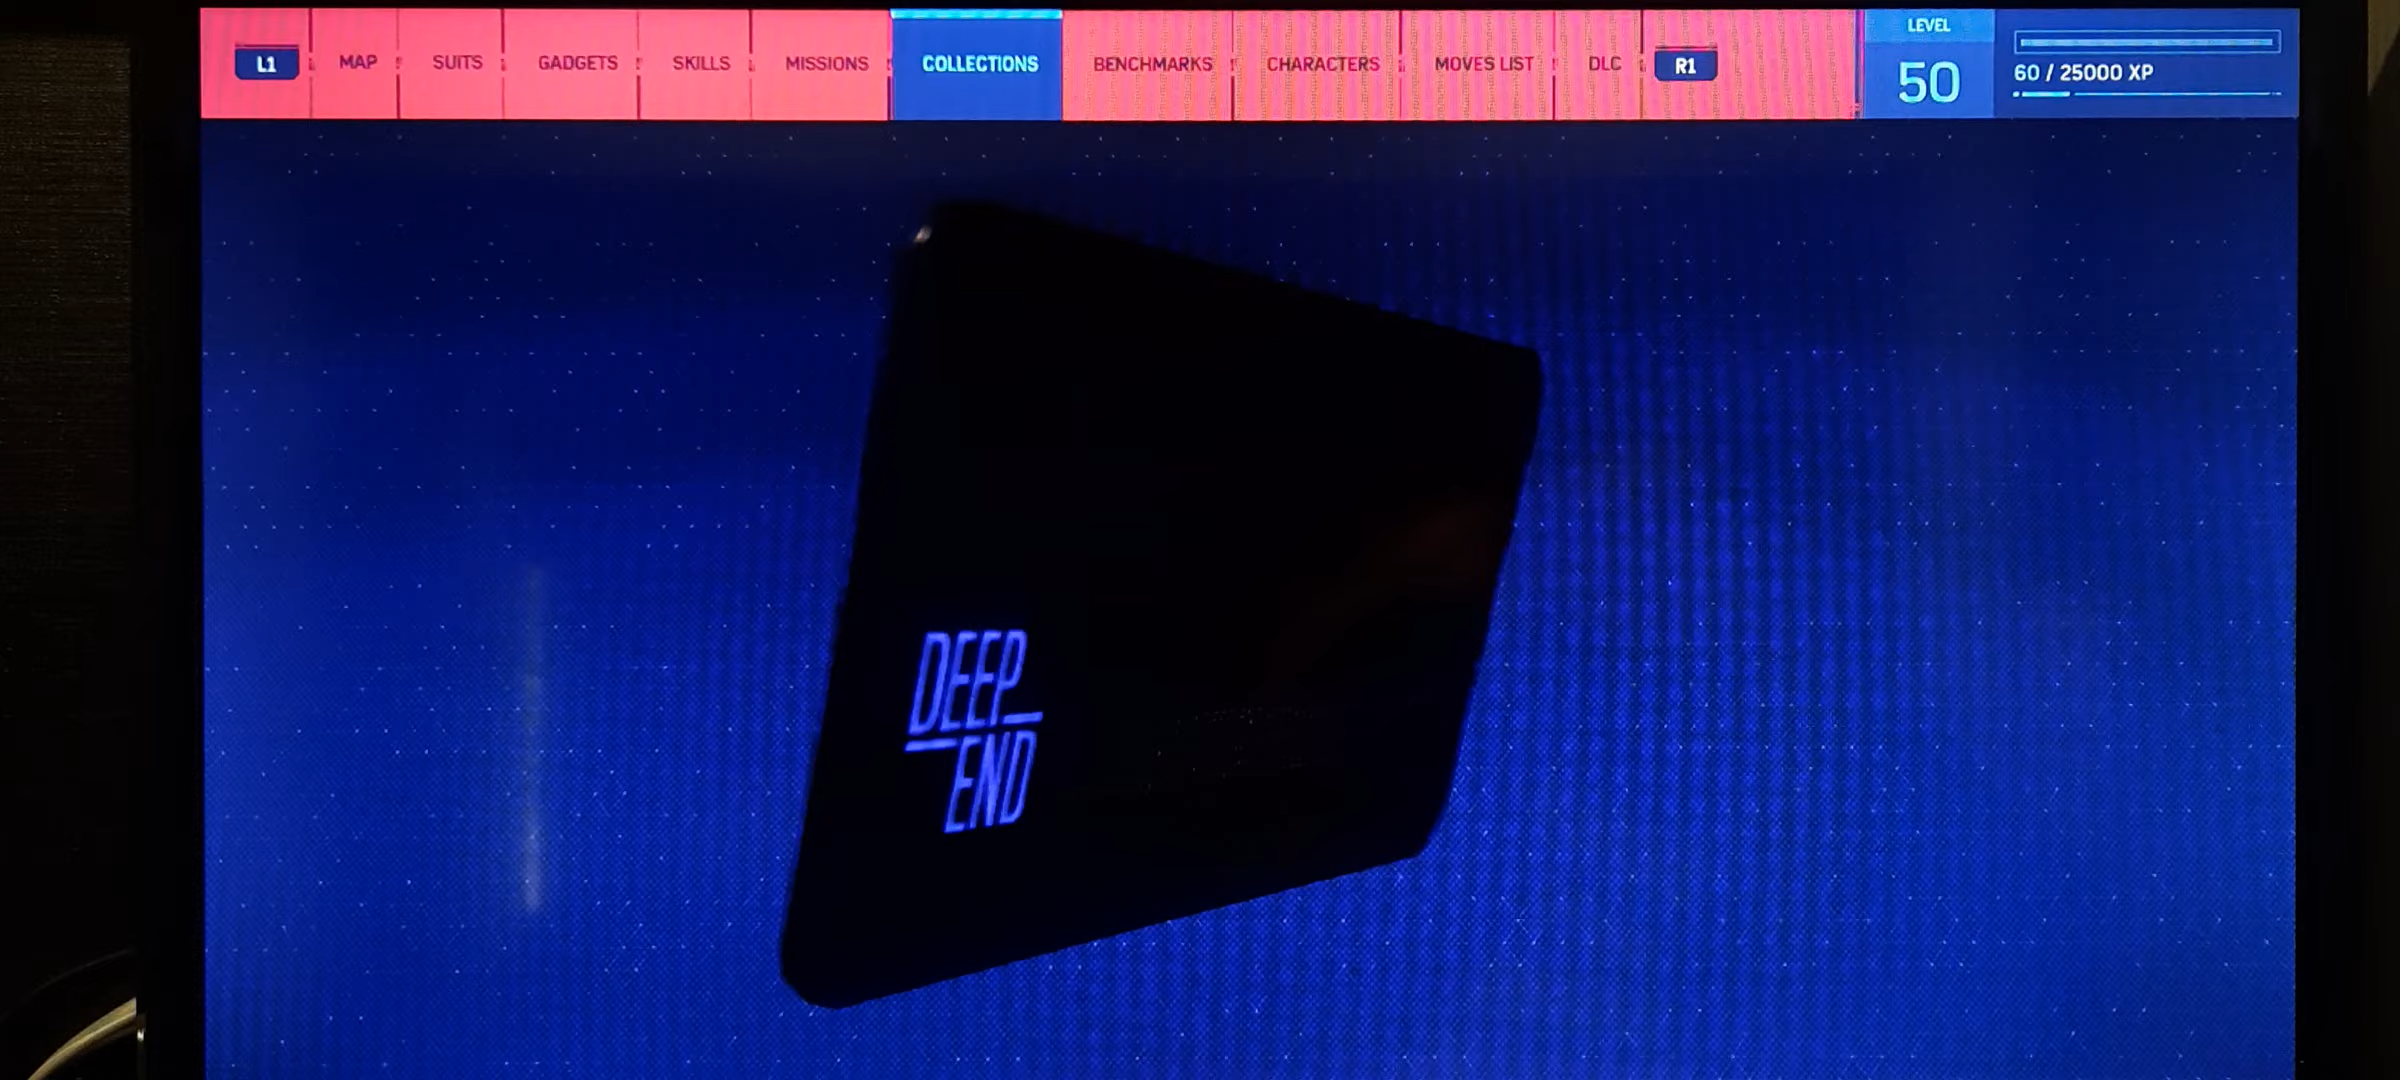 L1 MAP SUITS GADGETS SKILLS MISSIONS COLLECTIONS BENCHMARKS CHARACTERS MOVES LIST DLC R1
LEVEL
50
60 / 25000 XP
DEEP
END